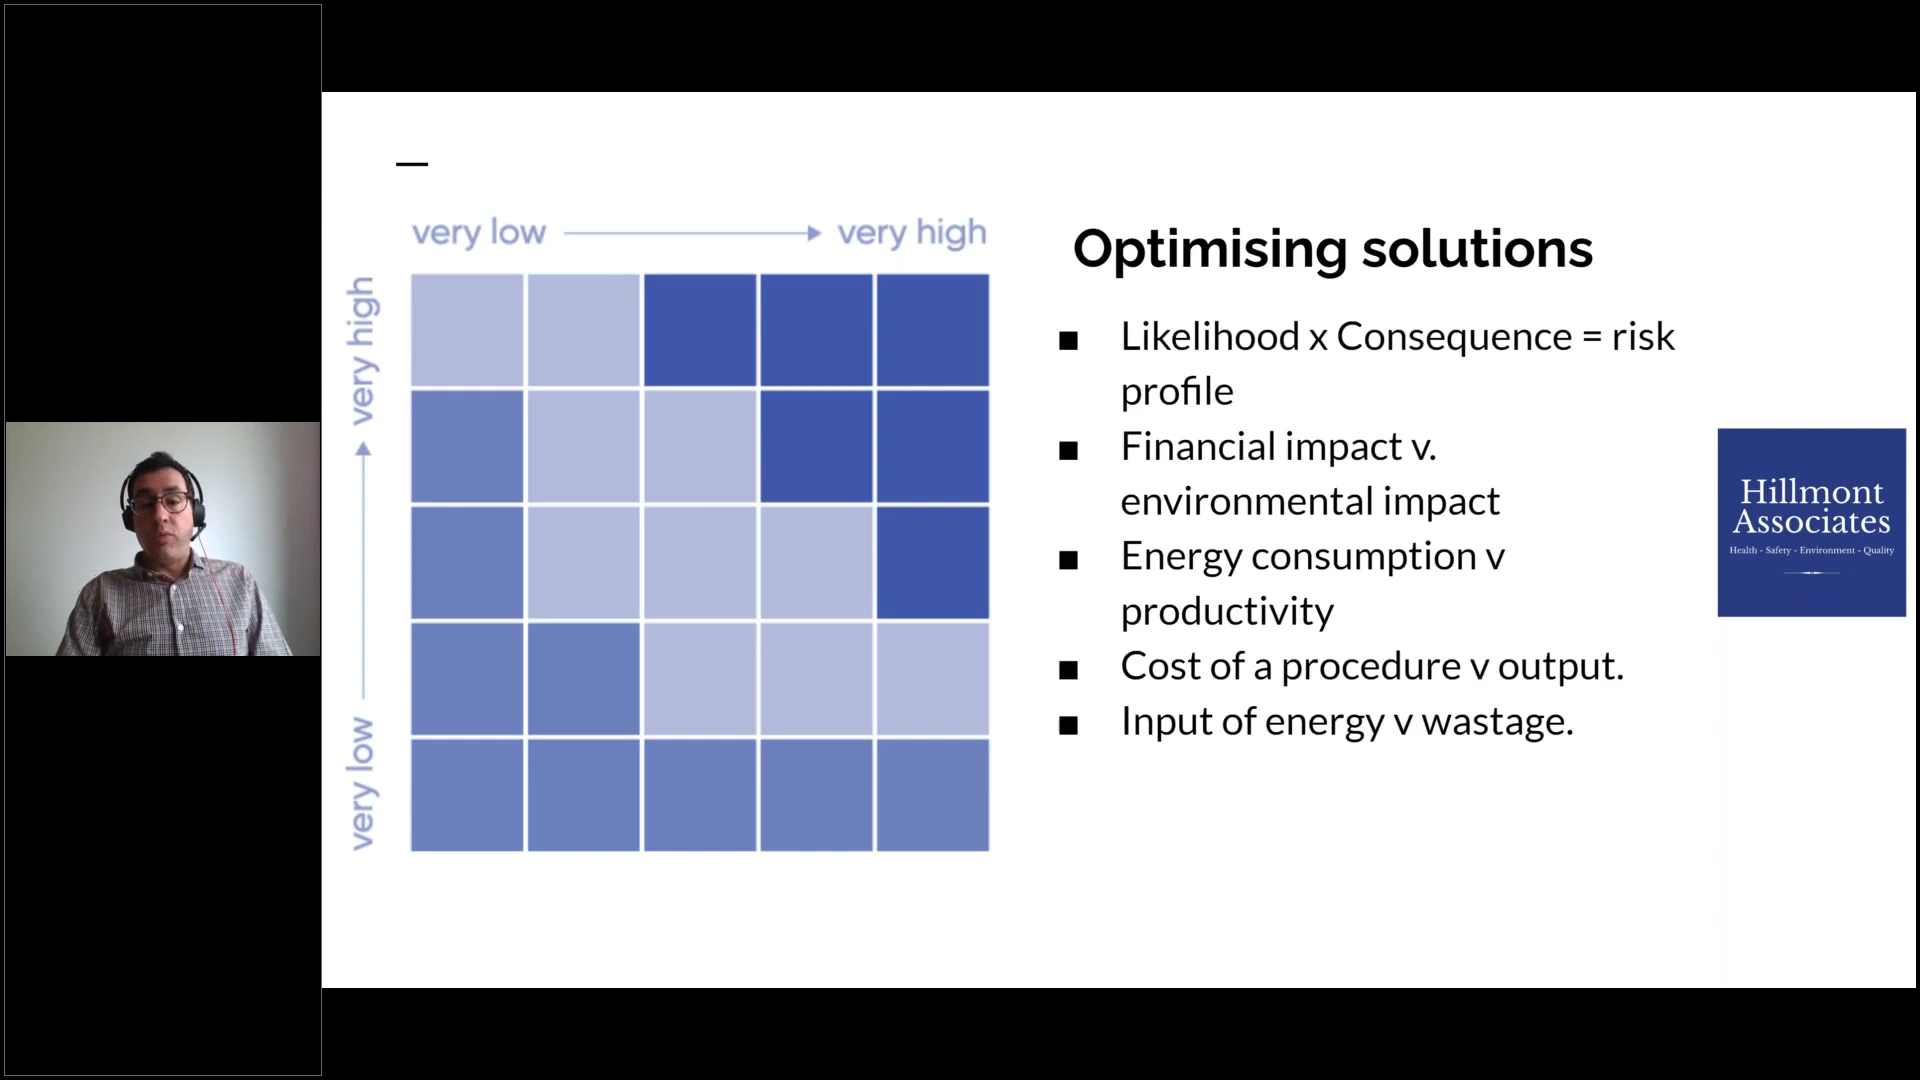 very low
very high
very high
very low
Optimising solutions
■ Likelihood x Consequence = risk
profile
■ Financial impact v.
environmental impact
■ Energy consumption v
productivity
■ Cost of a procedure v output.
■ Input of energy v wastage.
Hillmont
Associates
Health - Safety - Environment - Quality